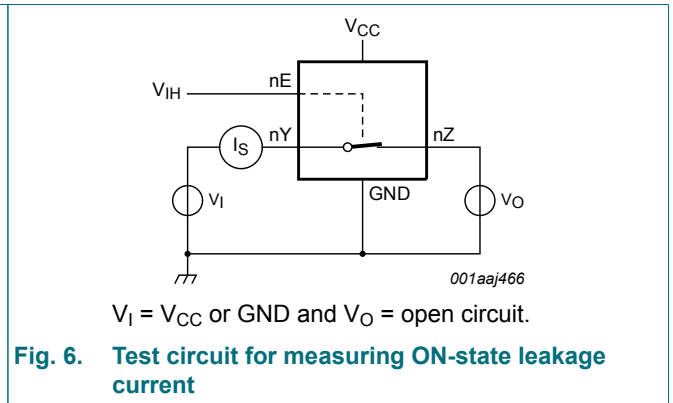 VCC
nE
VIH
nY
nZ
IS
GND
VI
VO
001aaj466
VI = VCC or GND and VO = open circuit.
Fig. 6. Test circuit for measuring ON-state leakage
current